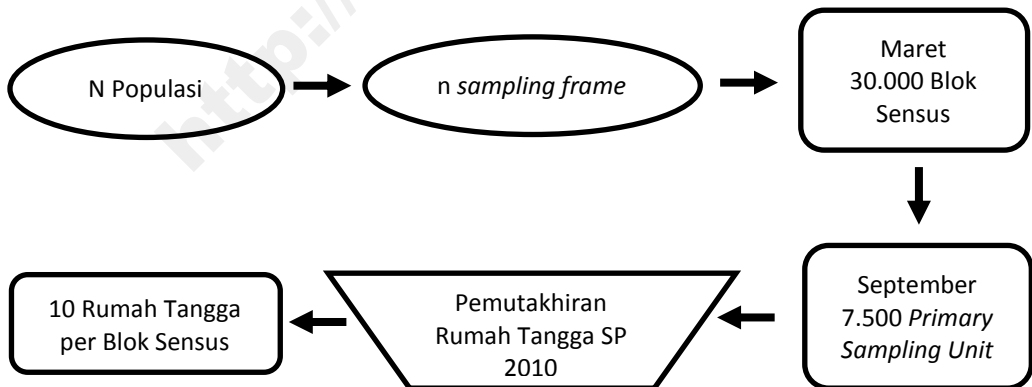 http://
N Populasi
n sampling frame
Maret
30.000 Blok
Sensus
September
7.500 Primary
Sampling Unit
Pemutakhiran
Rumah Tangga SP
2010
10 Rumah Tangga
per Blok Sensus